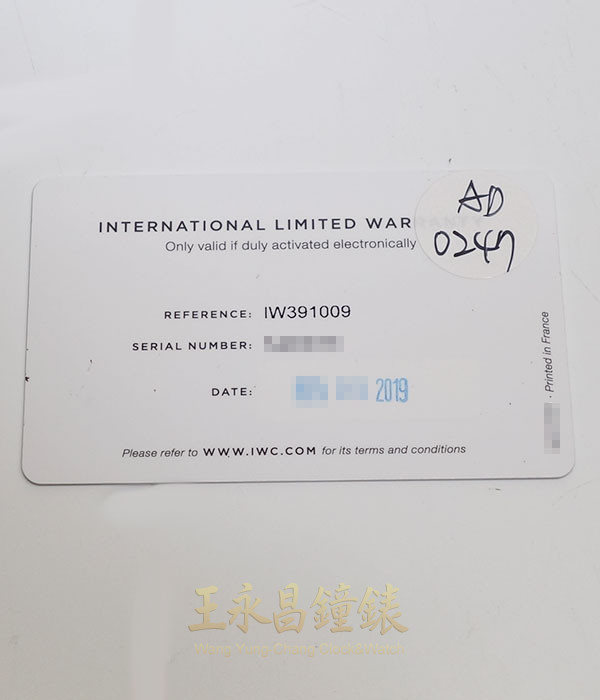 INTERNATIONAL LIMITED WARRANTY
AD
0247
Only valid if duly activated electronically
REFERENCE: IW391009
SERIAL NUMBER:
DATE: 2019
Please refer to WWW.IWC.COM for its terms and conditions
· Printed in France
王永昌鐘錶